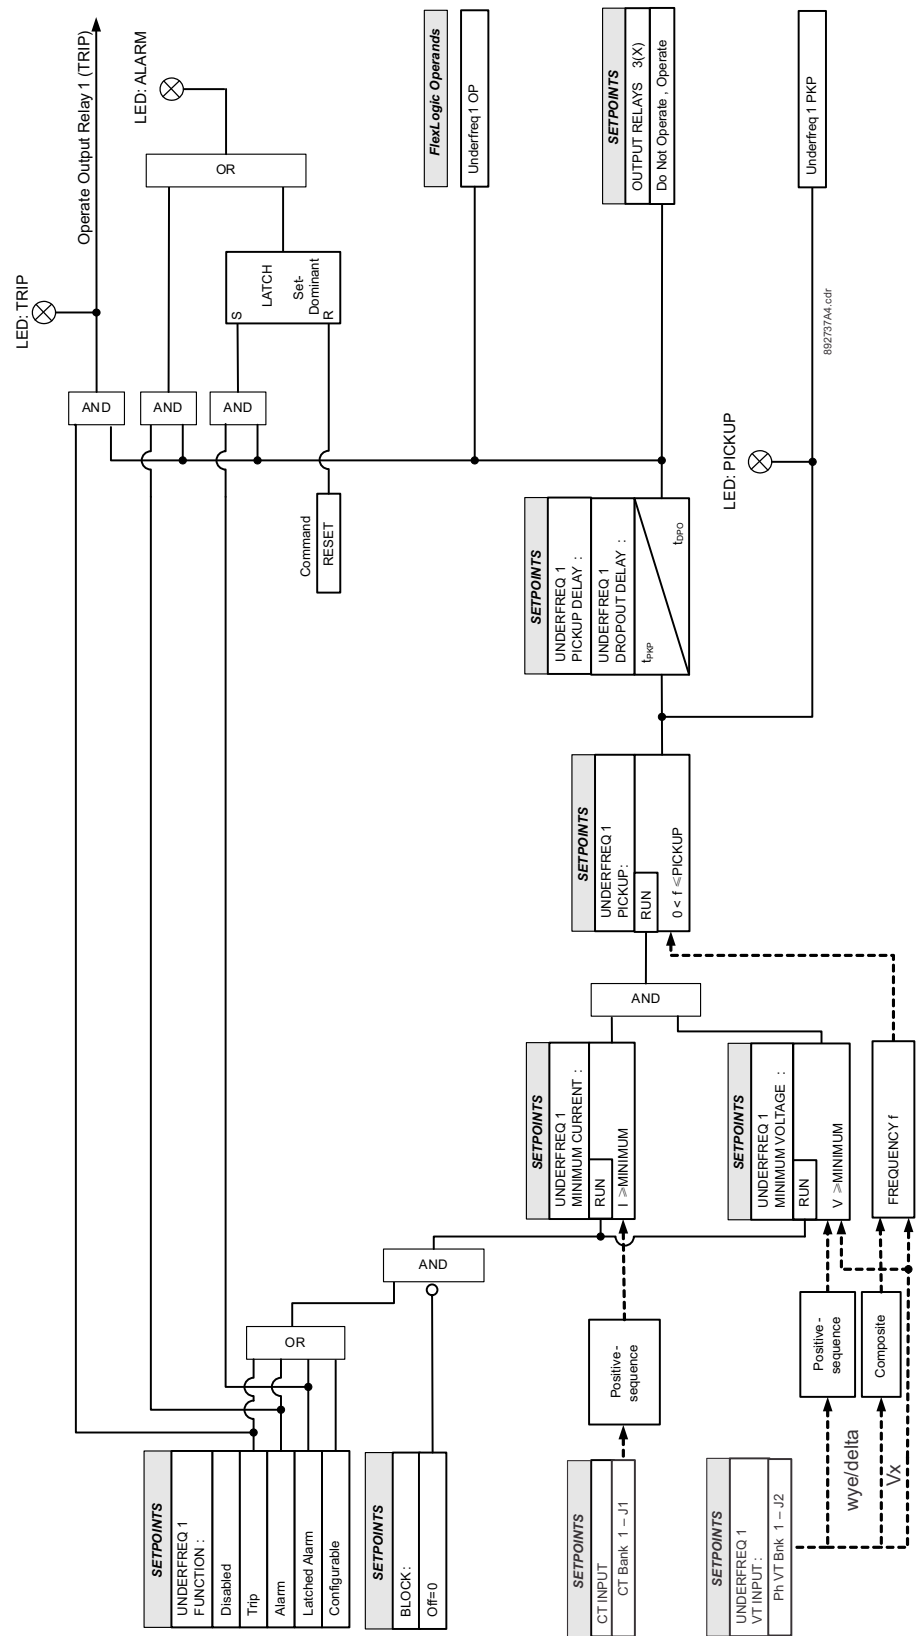 SETPOINTS
UNDERFREQ 1
FUNCTION :
Disabled
Trip
Alarm
Latched Alarm
Configurable
SETPOINTS
BLOCK :
Off=0
SETPOINTS
CT INPUT
CT Bank 1 – J1
SETPOINTS
UNDERFREQ 1
VT INPUT :
Ph VT Bnk 1 – J2
OR
AND
Positive-
sequence
wye/delta
Vx
Positive-
sequence
Composite
SETPOINTS
UNDERFREQ 1
MINIMUM CURRENT :
RUN
I ⩾MINIMUM
SETPOINTS
UNDERFREQ 1
MINIMUM VOLTAGE :
RUN
V ⩾MINIMUM
FREQUENCY f
AND
SETPOINTS
UNDERFREQ 1
PICKUP:
RUN
0 < f ⩽PICKUP
SETPOINTS
UNDERFREQ 1
PICKUP DELAY :
UNDERFREQ 1
DROPOUT DELAY :
tPKP
tDPO
Command
RESET
LED: PICKUP
AND
AND
AND
LED: TRIP
Operate Output Relay 1 (TRIP)
S
LATCH
Set-
Dominant
R
OR
LED: ALARM
FlexLogic Operands
Underfreq 1 OP
SETPOINTS
OUTPUT RELAYS 3(X)
Do Not Operate , Operate
Underfreq 1 PKP
892737A4.cdr